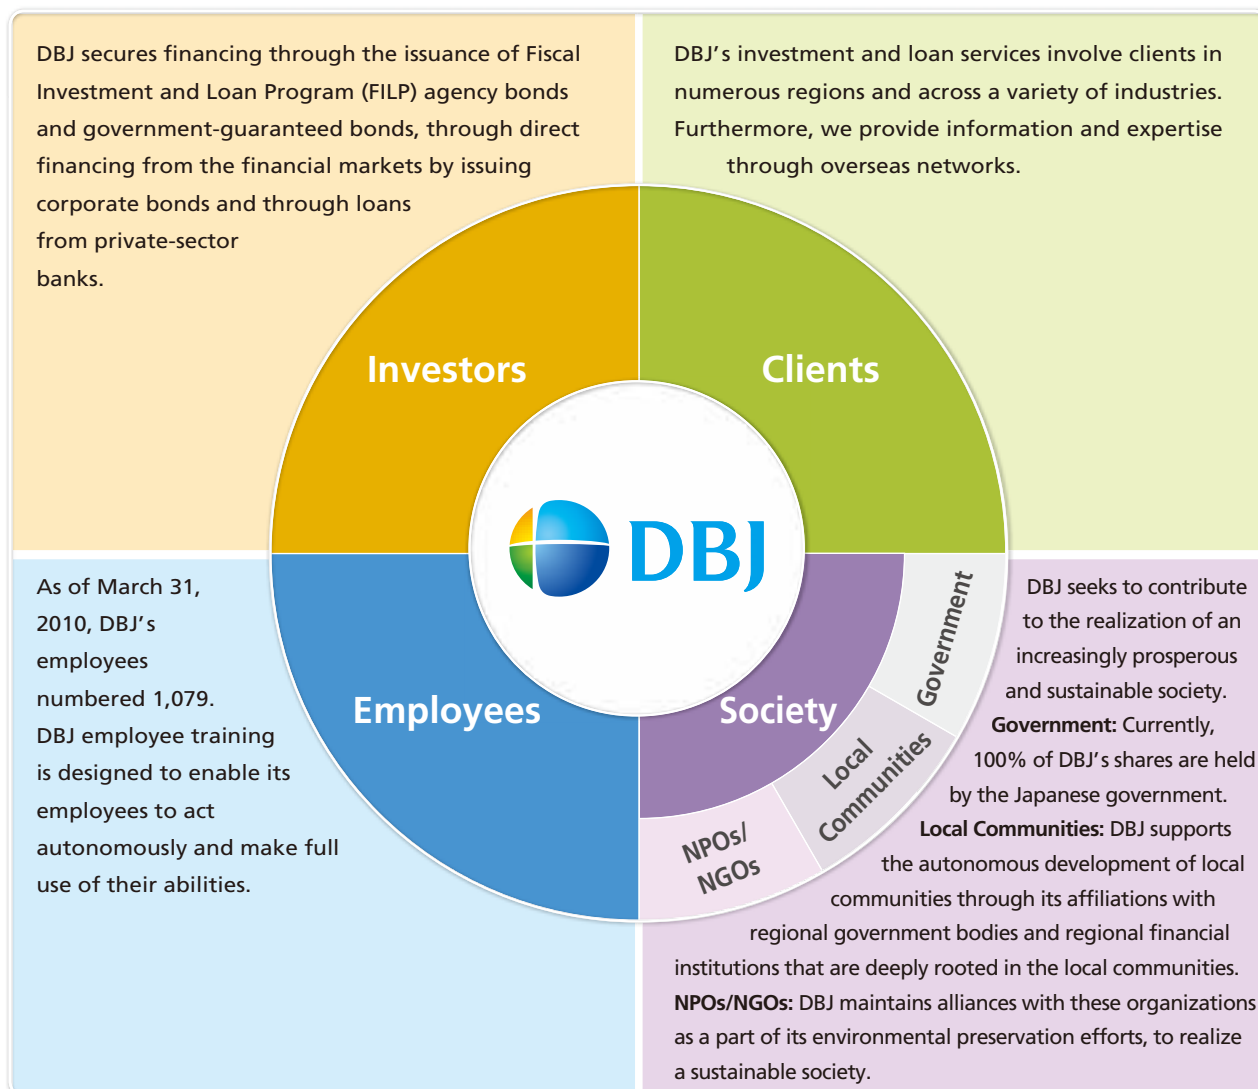 DBJ secures financing through the issuance of Fiscal
Investment and Loan Program (FILP) agency bonds
and government-guaranteed bonds, through direct
financing from the financial markets by issuing
corporate bonds and through loans
from private-sector
banks.
DBJ's investment and loan services involve clients in
numerous regions and across a variety of industries.
Furthermore, we provide information and expertise
through overseas networks.
Investors
Clients
DBJ
Employees
Society
Government
Local
Communities
NPOs/
NGOs
As of March 31,
2010, DBJ's
employees
numbered 1,079.
DBJ employee training
is designed to enable its
employees to act
autonomously and make full
use of their abilities.
DBJ seeks to contribute
to the realization of an
increasingly prosperous
and sustainable society.
Government: Currently,
100% of DBJ's shares are held
by the Japanese government.
Local Communities: DBJ supports
the autonomous development of local
communities through its affiliations with
regional government bodies and regional financial
institutions that are deeply rooted in the local communities.
NPOs/NGOs: DBJ maintains alliances with these organizations
as a part of its environmental preservation efforts, to realize
a sustainable society.